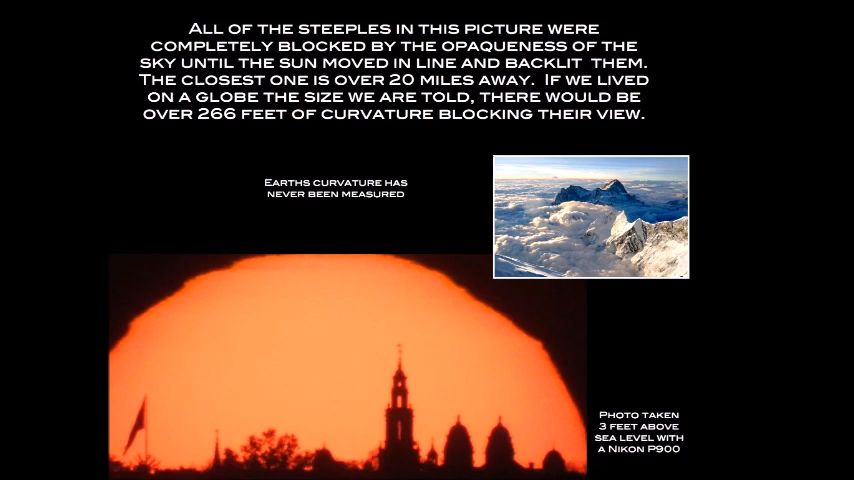 ALL OF THE STEEPLES IN THIS PICTURE WERE
COMPLETELY BLOCKED BY THE OPAQUENESS OF THE
SKY UNTIL THE SUN MOVED IN LINE AND BACKLIT THEM.
THE CLOSEST ONE IS OVER 20 MILES AWAY. IF WE LIVED
ON A GLOBE THE SIZE WE ARE TOLD, THERE WOULD BE
OVER 266 FEET OF CURVATURE BLOCKING THEIR VIEW.
EARTHS CURVATURE HAS
NEVER BEEN MEASURED
PHOTO TAKEN
3 FEET ABOVE
SEA LEVEL WITH
A NIKON P900